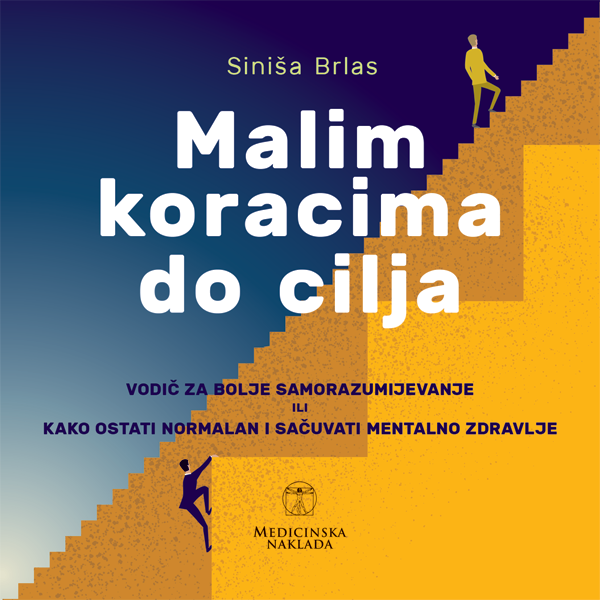 Siniša Brlas
Malim
koracima
do cilja
VODIČ ZA BOLJE SAMORAZUMIJEVANJE
ILI
KAKO OSTATI NORMALAN I SAČUVATI MENTALNO ZDRAVLJE
MEDICINSKA
NAKLADA